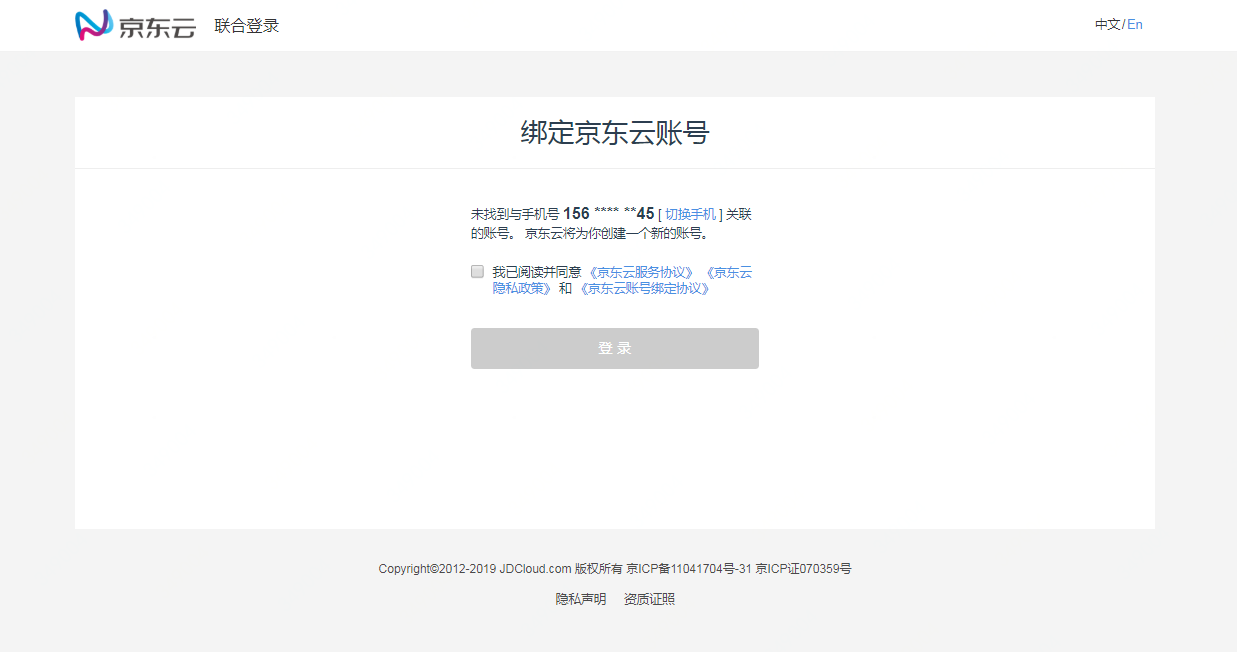 京东云 联合登录 中文/En
绑定京东云账号
未找到与手机号 156 **** **45 [ 切换手机 ] 关联
的账号。 京东云将为你创建一个新的账号。
我已阅读并同意 《京东云服务协议》 《京东云
隐私政策》 和 《京东云账号绑定协议》
登 录
Copyright©2012-2019 JDCloud.com 版权所有 京ICP备11041704号-31 京ICP证070359号
隐私声明 资质证照